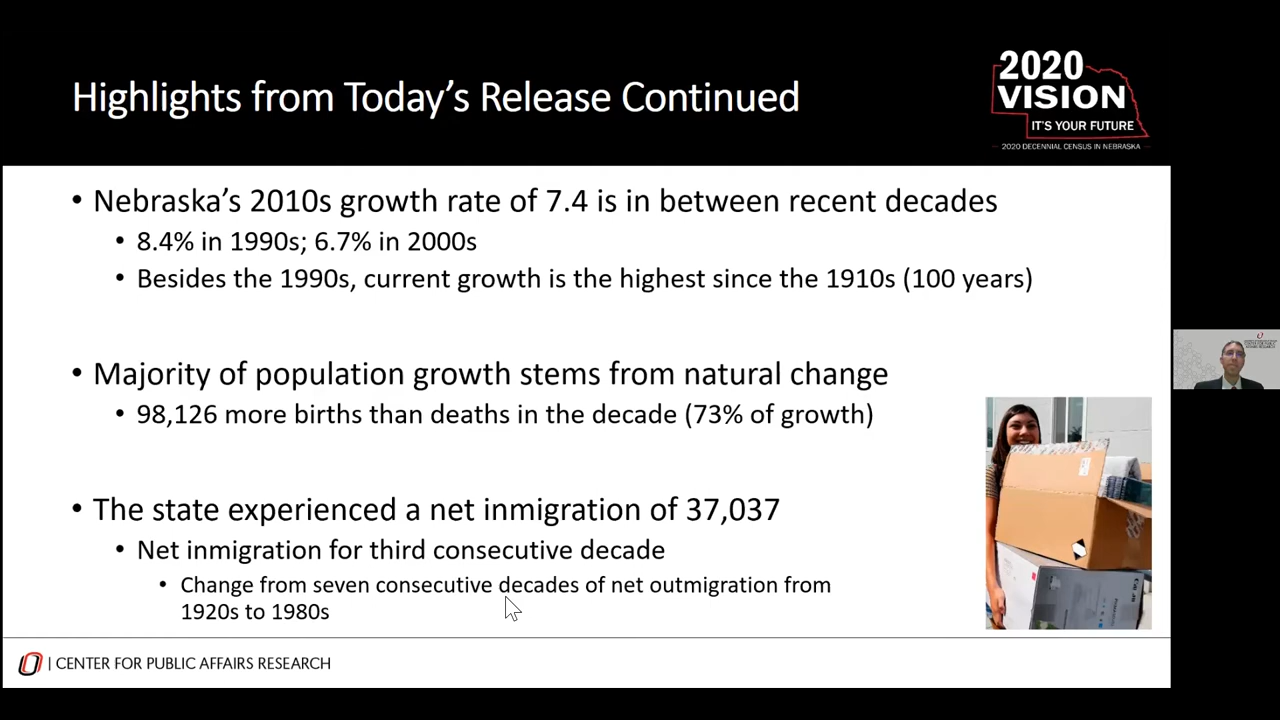 Highlights from Today's Release Continued
2020
VISION
IT'S YOUR FUTURE
2020 DECENNIAL CENSUS IN NEBRASKA
• Nebraska's 2010s growth rate of 7.4 is in between recent decades
• 8.4% in 1990s; 6.7% in 2000s
• Besides the 1990s, current growth is the highest since the 1910s (100 years)
• Majority of population growth stems from natural change
• 98,126 more births than deaths in the decade (73% of growth)
• The state experienced a net inmigration of 37,037
• Net inmigration for third consecutive decade
• Change from seven consecutive decades of net outmigration from
1920s to 1980s
| CENTER FOR PUBLIC AFFAIRS RESEARCH